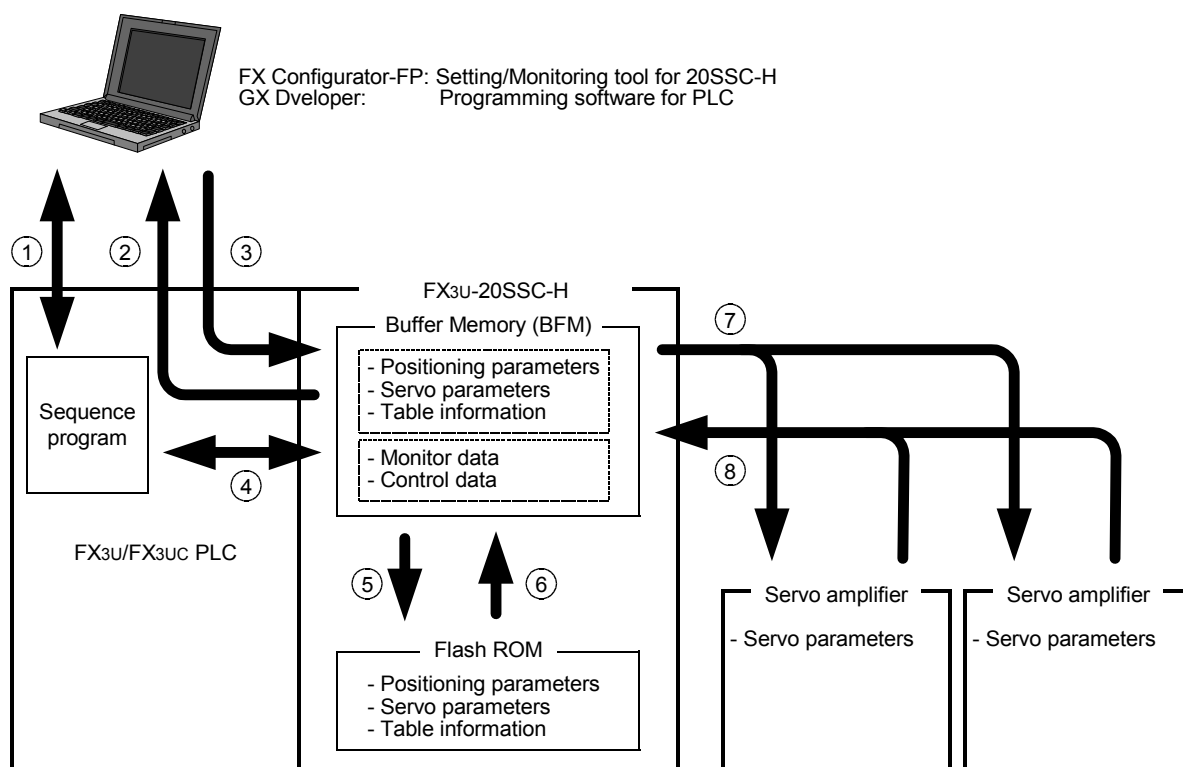 FX Configurator-FP: Setting/Monitoring tool for 20SSC-H
GX Dveloper: Programming software for PLC
1
2
3
FX3U-20SSC-H
Buffer Memory (BFM)
7
- Positioning parameters
- Servo parameters
- Table information
Sequence
program
- Monitor data
- Control data
4
8
FX3U/FX3UC PLC
5
6
Servo amplifier
Servo amplifier
- Servo parameters
- Servo parameters
Flash ROM
- Positioning parameters
- Servo parameters
- Table information